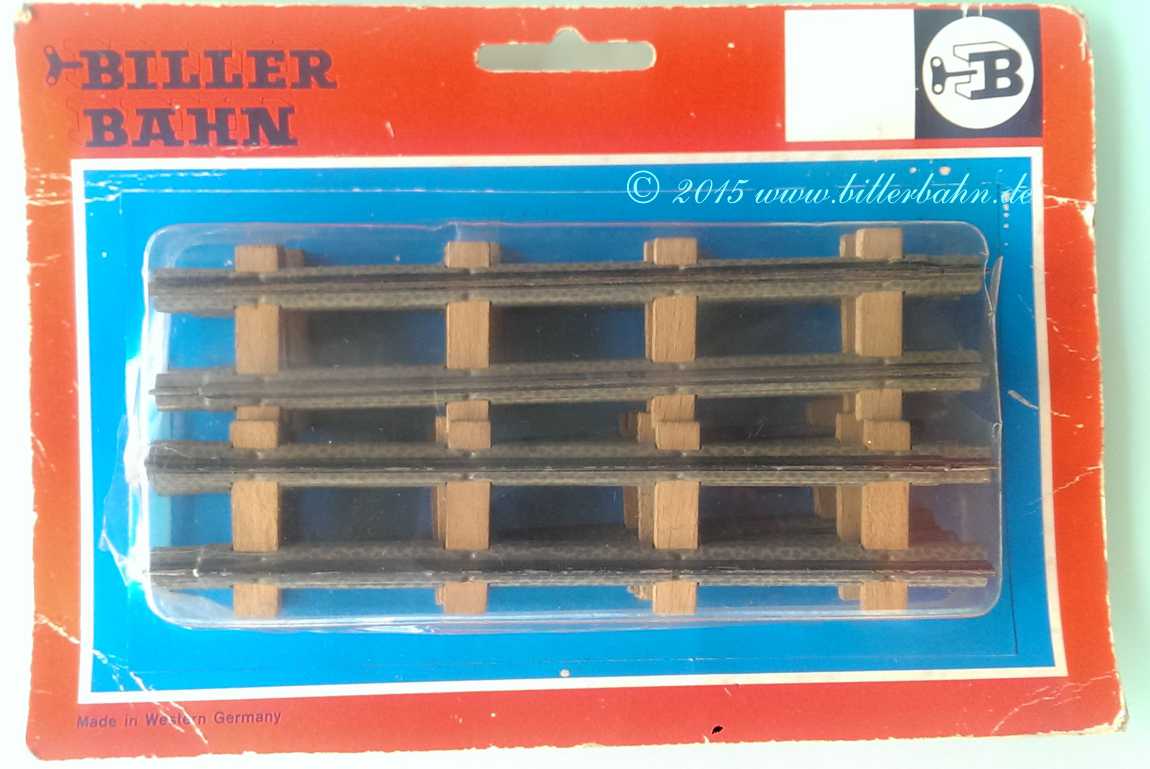 BILLER
BAHN
B
© 2015 www.billerbahn.de
Made in Western Germany